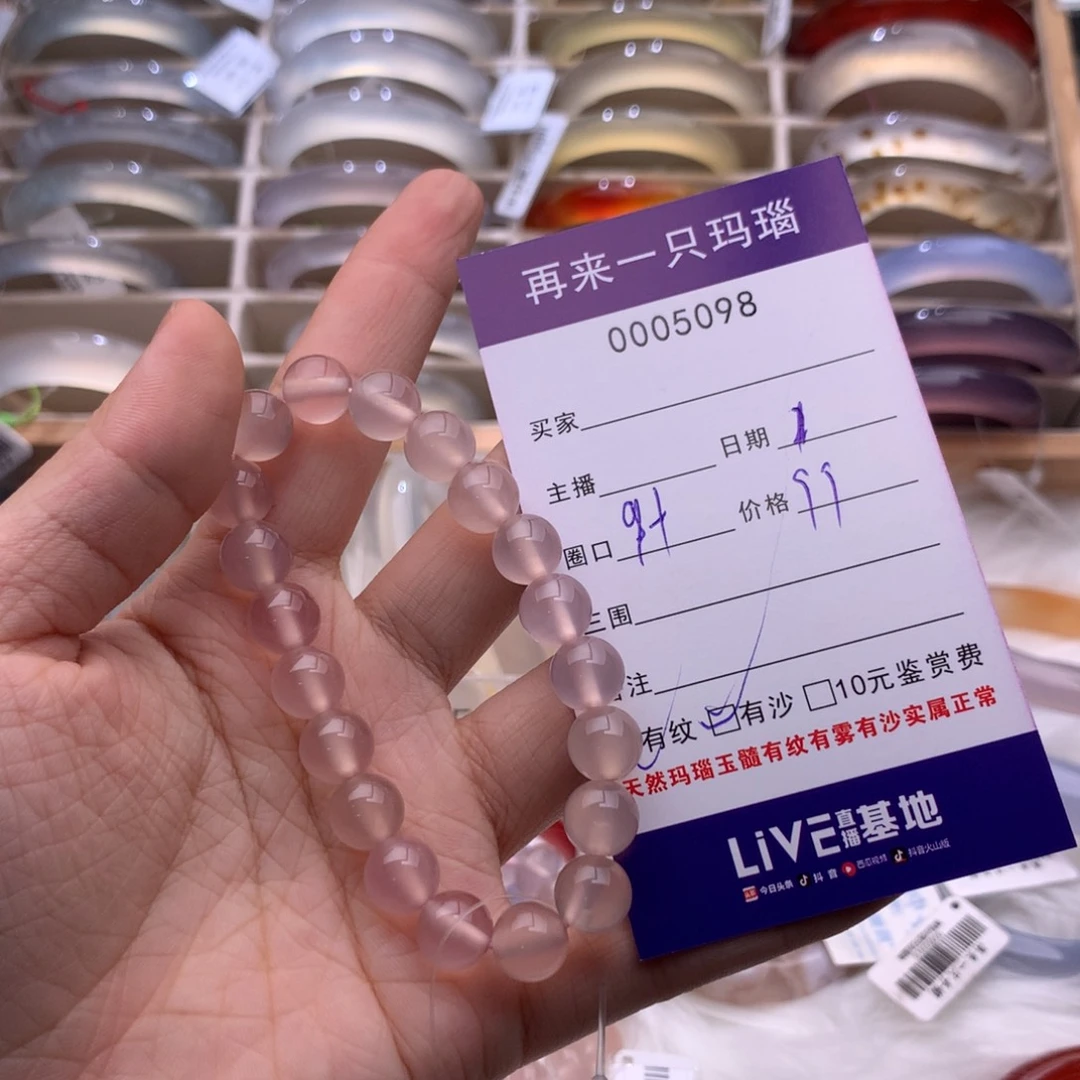 再来一只玛瑙
0005098
买家
日期
主播
价格 99
圈口
三围
注
有纹 有沙 10元鉴赏费
天然玛瑙玉髓有纹有雾有沙实属正常
LiVE直播基地
今日头条 抖音 西瓜视频 抖音火山版